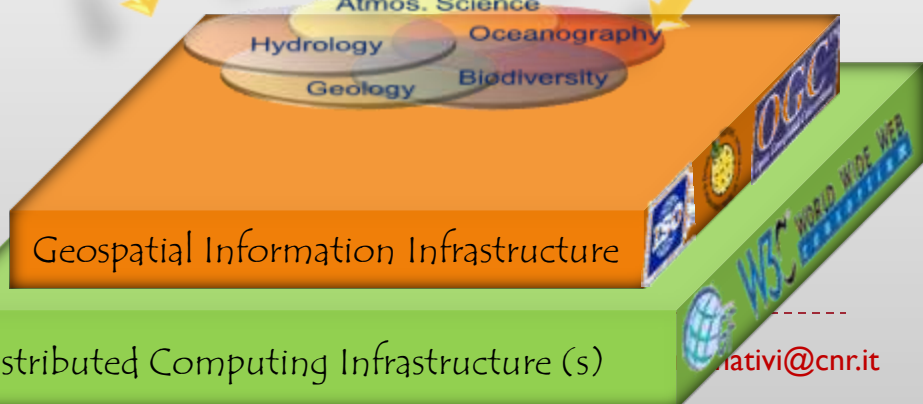 Atmos. Science
Hydrology
Oceanography
Geology
Biodiversity
Geospatial Information Infrastructure
ISO
OGC
W3C WORLD WIDE WEB
stributed Computing Infrastructure (s)
nativi@cnr.it